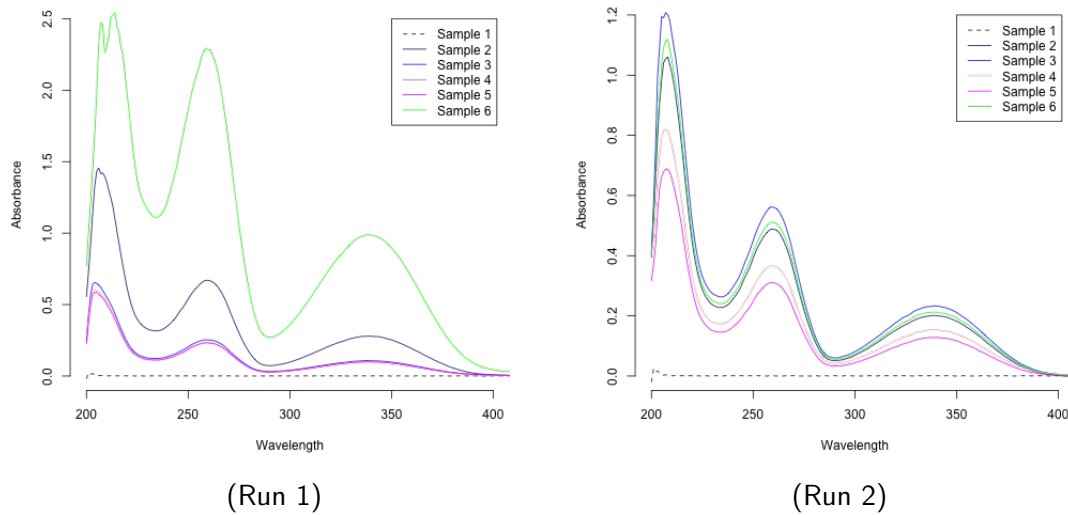 2.5
2.0
1.5
1.0
0.5
0.0
Absorbance
200
250
300
350
400
Wavelength
Sample 1
Sample 2
Sample 3
Sample 4
Sample 5
Sample 6
(Run 1)
1.2
1.0
0.8
0.6
0.4
0.2
0.0
Absorbance
200
250
300
350
400
Wavelength
Sample 1
Sample 2
Sample 3
Sample 4
Sample 5
Sample 6
(Run 2)